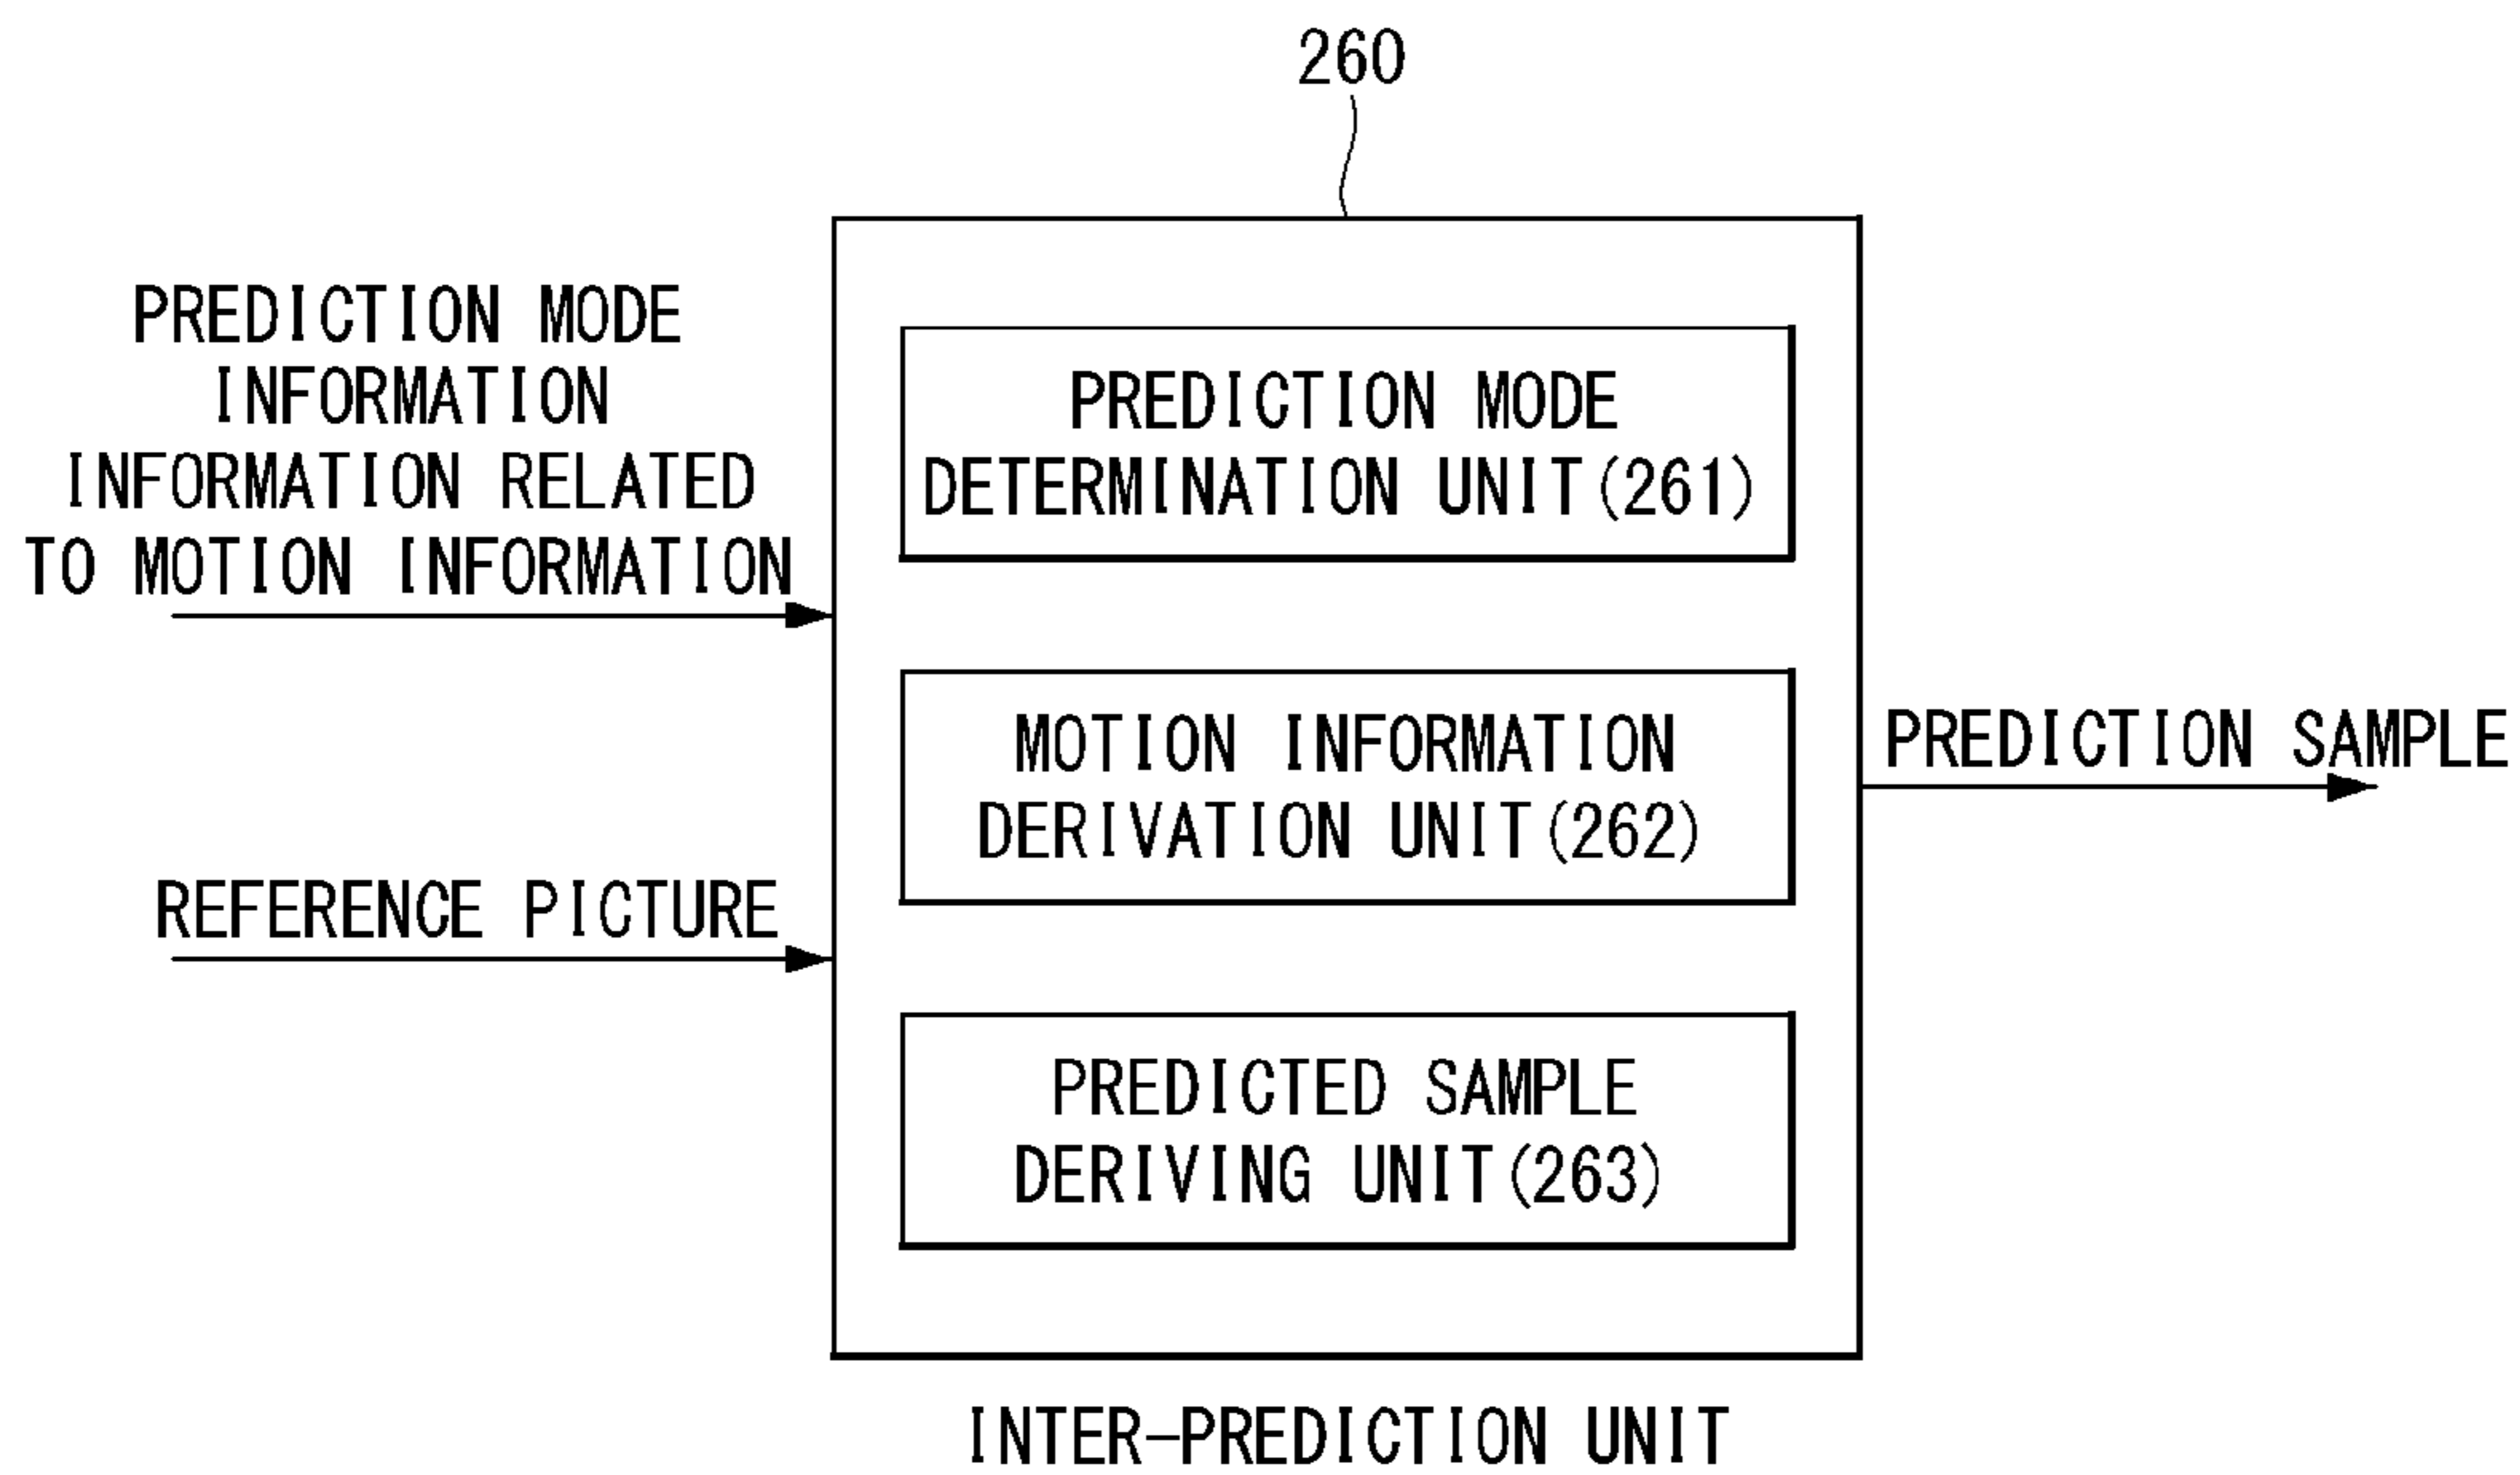 260
PREDICTION MODE
INFORMATION
INFORMATION RELATED
TO MOTION INFORMATION
REFERENCE PICTURE
PREDICTION MODE
DETERMINATION UNIT(261)
MOTION INFORMATION
DERIVATION UNIT(262)
PREDICTED SAMPLE
DERIVING UNIT(263)
PREDICTION SAMPLE
INTER-PREDICTION UNIT